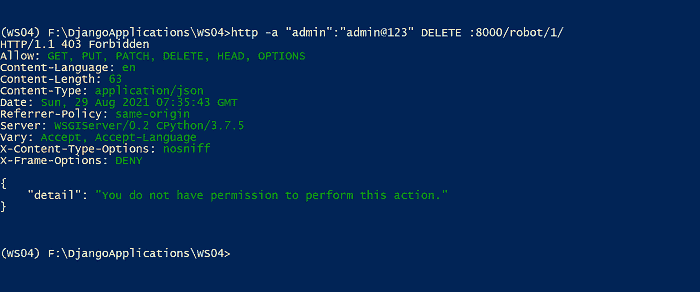 (WS04) F:\DjangoApplications\WS04>http -a "admin":"admin@123" DELETE :8000/robot/1/
HTTP/1.1 403 Forbidden
Allow: GET, PUT, PATCH, DELETE, HEAD, OPTIONS
Content-Language: en
Content-Length: 63
Content-Type: application/json
Date: Sun, 29 Aug 2021 07:35:43 GMT
Referrer-Policy: same-origin
Server: WSGIServer/0.2 CPython/3.7.5
Vary: Accept, Accept-Language
X-Content-Type-Options: nosniff
X-Frame-Options: DENY
{
    "detail": "You do not have permission to perform this action."
}
(WS04) F:\DjangoApplications\WS04>